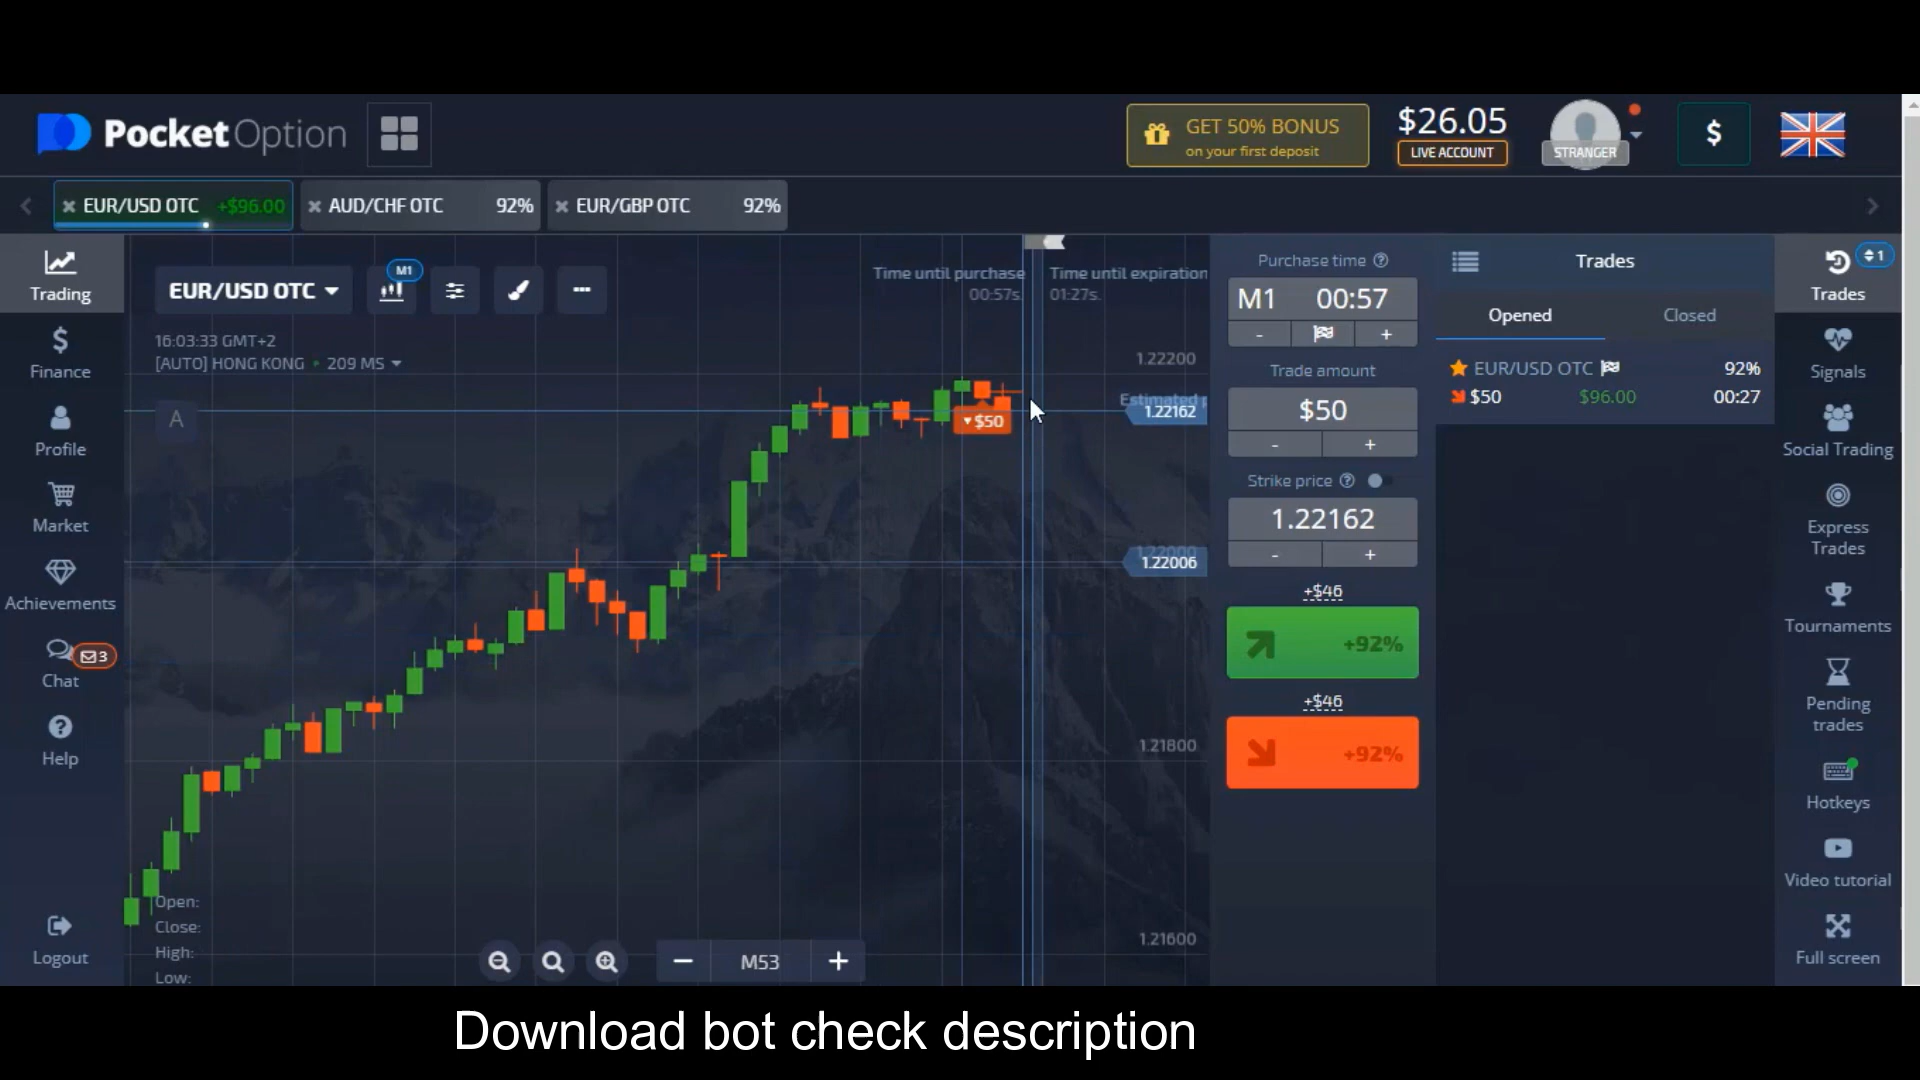 PocketOption
GET 50% BONUS
on your first deposit
$26.05
LIVE ACCOUNT
STRANGER
$
EUR/USD OTC +$96.00
AUD/CHF OTC 92%
EUR/GBP OTC 92%
Trading
Finance
Profile
Market
Achievements
3
Chat
Help
Logout
EUR/USD OTC
M1
16:03:33 GMT+2
[AUTO] HONG KONG 209 MS
A
Time until purchase
00:57s.
Time until expiration
01:27s.
1.22200
Estimated
1.22162
$50
1.22006
1.21800
1.21600
Open:
Close:
High:
Low:
M53
Purchase time
M1 00:57
- +
Trade amount
$50
- +
Strike price
1.22162
- +
+$46
+92%
+$46
+92%
Trades
Opened Closed
EUR/USD OTC 92%
$50 $96.00 00:27
1
Trades
Signals
Social Trading
Express
Trades
Tournaments
Pending
trades
Hotkeys
Video tutorial
Full screen
Download bot check description